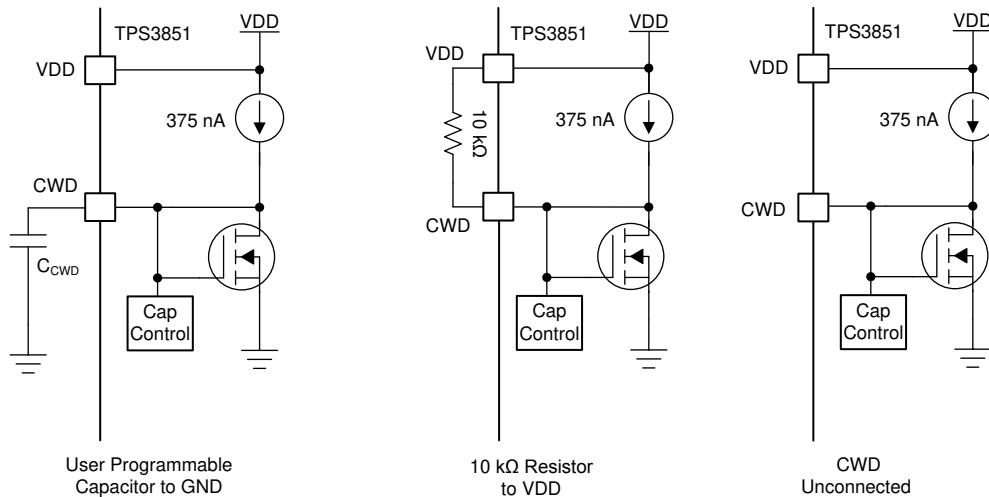 TPS3851
VDD
VDD
375 nA
CWD
C_CWD
Cap
Control
User Programmable
Capacitor to GND
TPS3851
VDD
VDD
375 nA
10 kΩ
CWD
Cap
Control
10 kΩ Resistor
to VDD
TPS3851
VDD
VDD
375 nA
CWD
Cap
Control
CWD
Unconnected